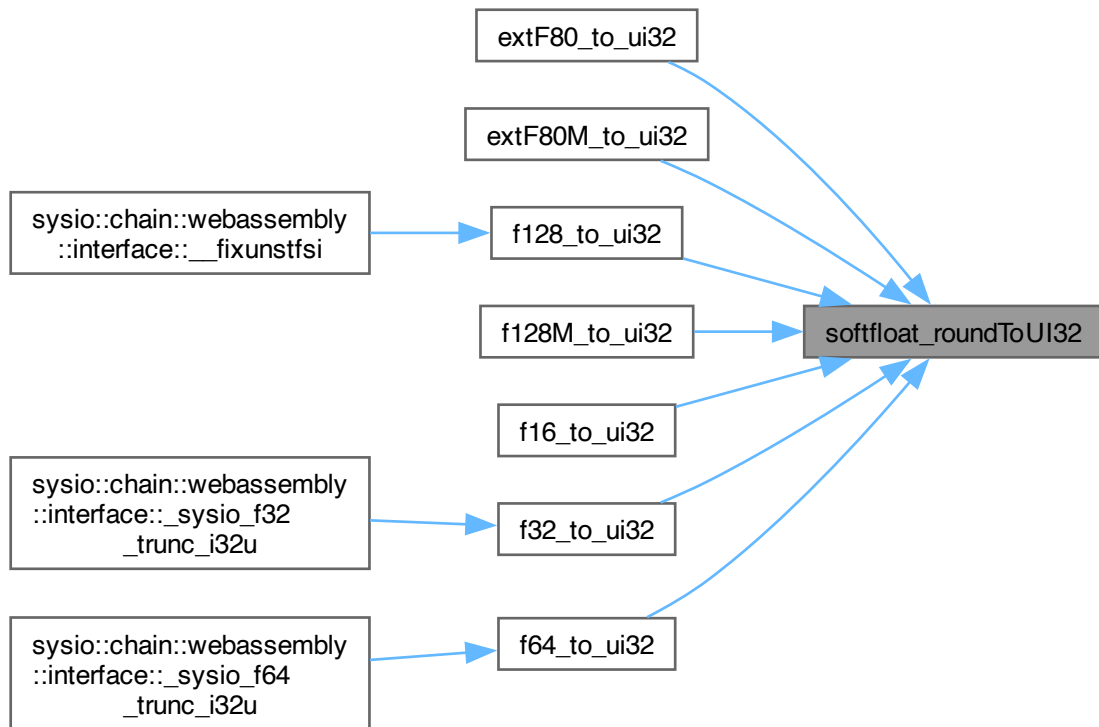 extF80_to_ui32
extF80M_to_ui32
sysio::chain::webassembly
::interface::__fixunstfsi
f128_to_ui32
f128M_to_ui32
softfloat_roundToUI32
f16_to_ui32
sysio::chain::webassembly
::interface::_sysio_f32
_trunc_i32u
f32_to_ui32
sysio::chain::webassembly
::interface::_sysio_f64
_trunc_i32u
f64_to_ui32